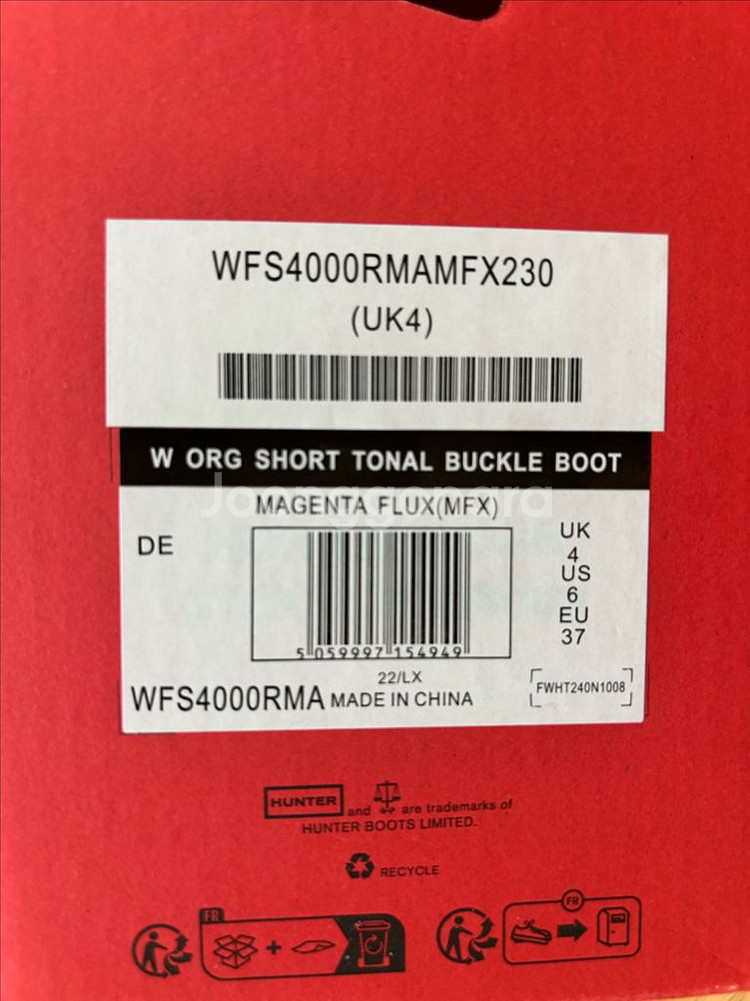 WFS4000RMAMFX230
(UK4)
W ORG SHORT TONAL BUCKLE BOOT
Joonggonara
MAGENTA FLUX(MFX)
DE
UK
4
US
6
EU
37
5 059997 154949
22/LX
WFS4000RMA MADE IN CHINA
FWHT240N1008
HUNTER and are trademarks of
HUNTER BOOTS LIMITED.
RECYCLE
FR
FR